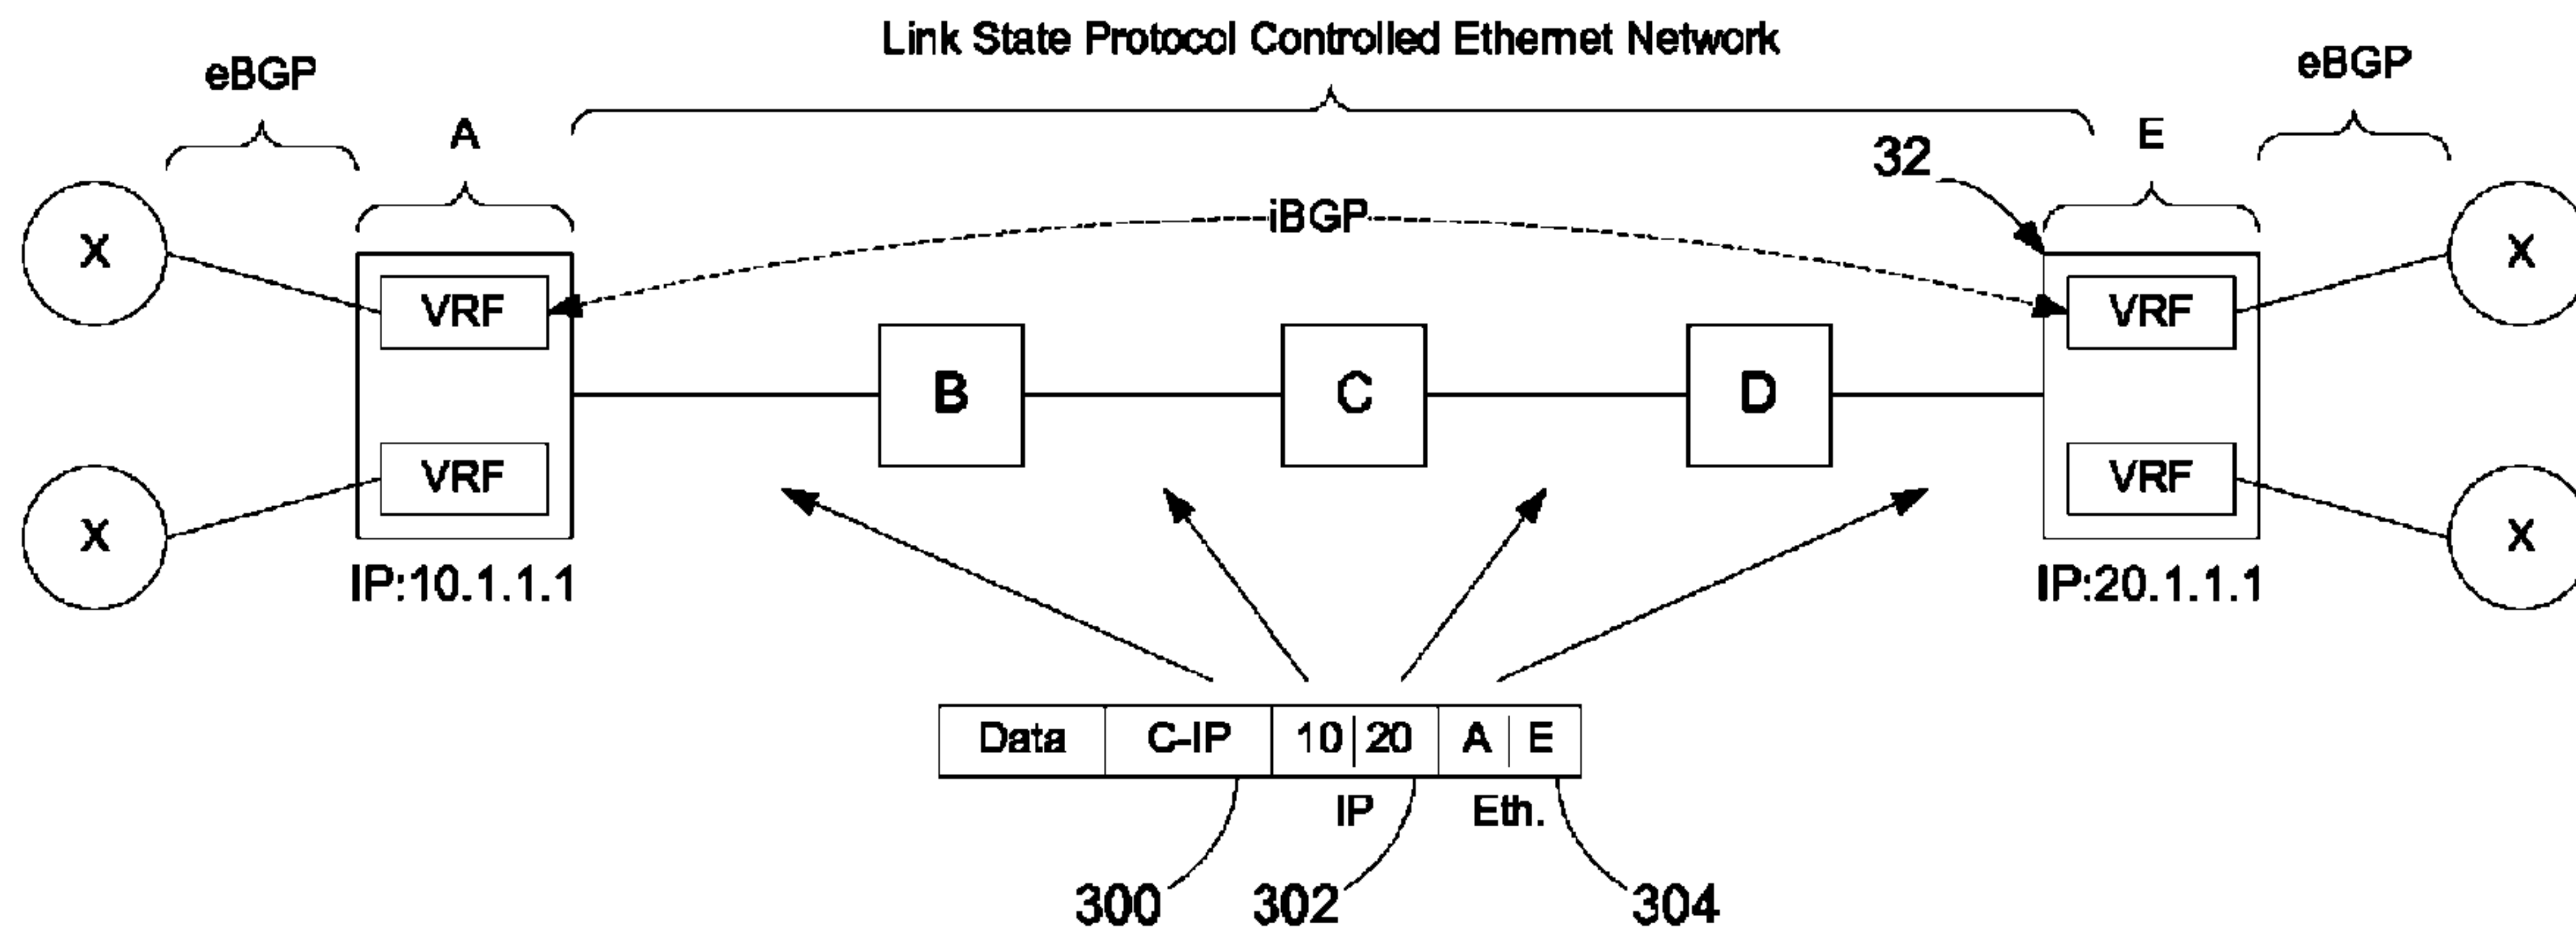 Link State Protocol Controlled Ethernet Network
eBGP
eBGP
A
E
32
iBGP
X
VRF
VRF
X
B
C
D
X
VRF
VRF
X
IP:10.1.1.1
IP:20.1.1.1
Data C-IP 10 20 A E
IP Eth.
300 302 304